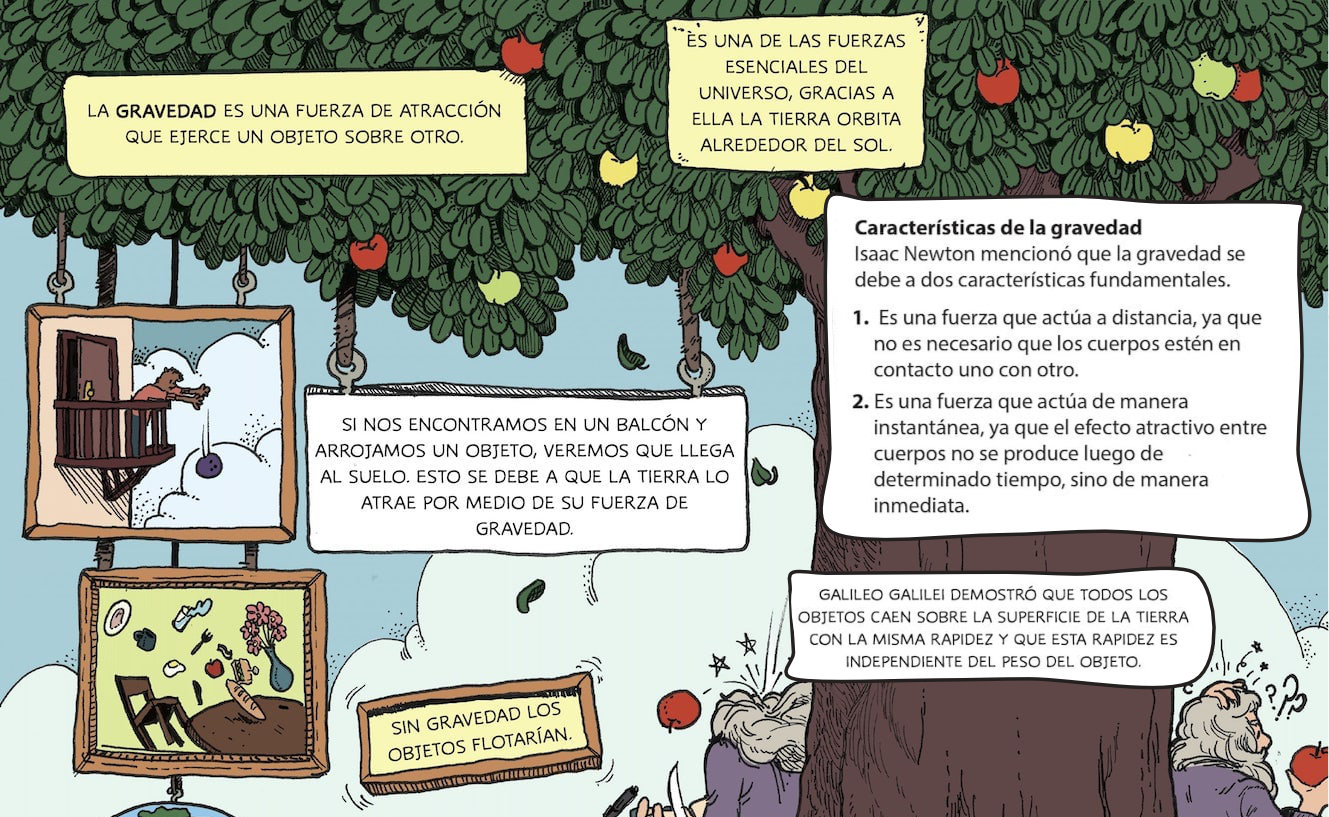 LA GRAVEDAD ES UNA FUERZA DE ATRACCIÓN
QUE EJERCE UN OBJETO SOBRE OTRO.
ES UNA DE LAS FUERZAS
ESENCIALES DEL
UNIVERSO, GRACIAS A
ELLA LA TIERRA ORBITA
ALREDEDOR DEL SOL.
Características de la gravedad
Isaac Newton mencionó que la gravedad se
debe a dos características fundamentales.
1. Es una fuerza que actúa a distancia, ya que
no es necesario que los cuerpos estén en
contacto uno con otro.
2. Es una fuerza que actúa de manera
instantánea, ya que el efecto atractivo entre
cuerpos no se produce luego de
determinado tiempo, sino de manera
inmediata.
SI NOS ENCONTRAMOS EN UN BALCÓN Y
ARROJAMOS UN OBJETO, VEREMOS QUE LLEGA
AL SUELO. ESTO SE DEBE A QUE LA TIERRA LO
ATRAE POR MEDIO DE SU FUERZA DE
GRAVEDAD.
GALILEO GALILEI DEMOSTRÓ QUE TODOS LOS
OBJETOS CAEN SOBRE LA SUPERFICIE DE LA TIERRA
CON LA MISMA RAPIDEZ Y QUE ESTA RAPIDEZ ES
INDEPENDIENTE DEL PESO DEL OBJETO.
SIN GRAVEDAD LOS
OBJETOS FLOTARÍAN.
???